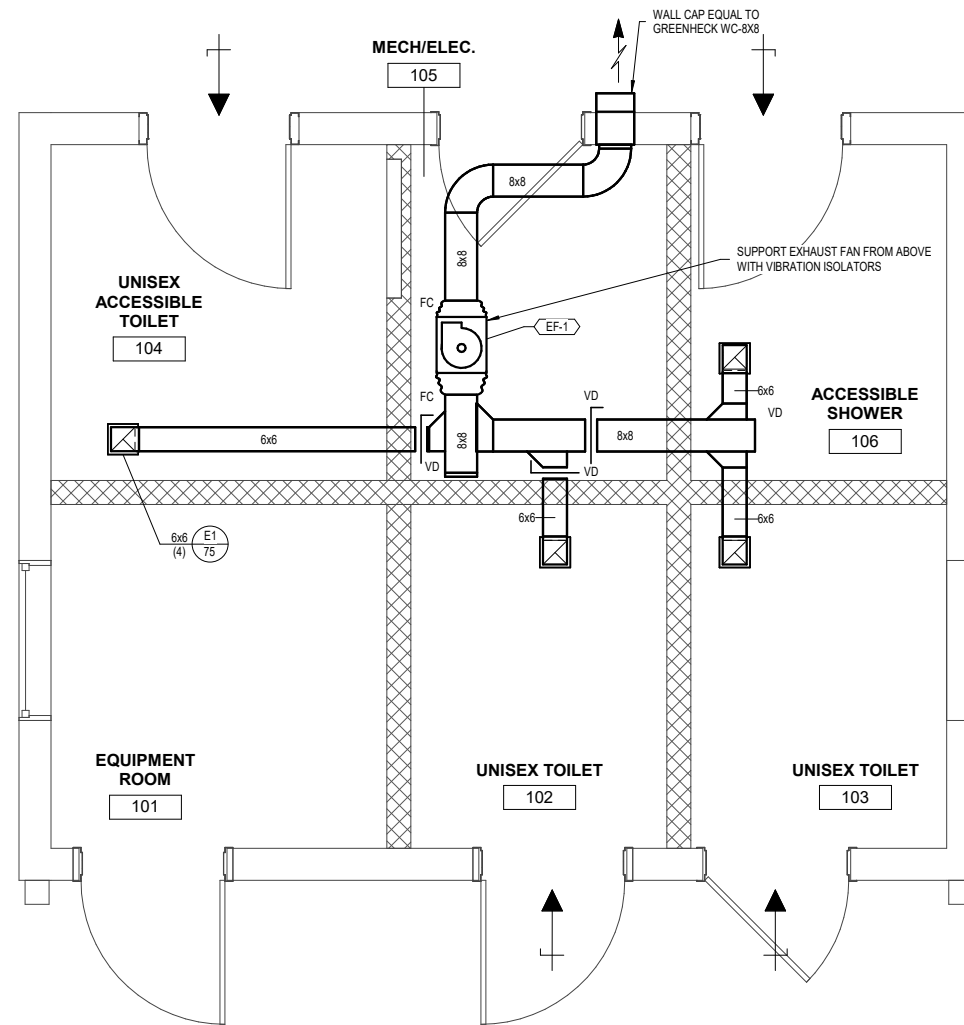 WALL CAP EQUAL TO
GREENHECK WC-8X8
MECH/ELEC.
105
8x8
8x8
SUPPORT EXHAUST FAN FROM ABOVE
WITH VIBRATION ISOLATORS
UNISEX
ACCESSIBLE
TOILET
104
FC
EF-1
FC
VD
6x6
VD
ACCESSIBLE
SHOWER
106
6x6
8x8
8x8
VD
VD
6x6
6x6
6x6
(4)
E1
75
EQUIPMENT
ROOM
101
UNISEX TOILET
102
UNISEX TOILET
103